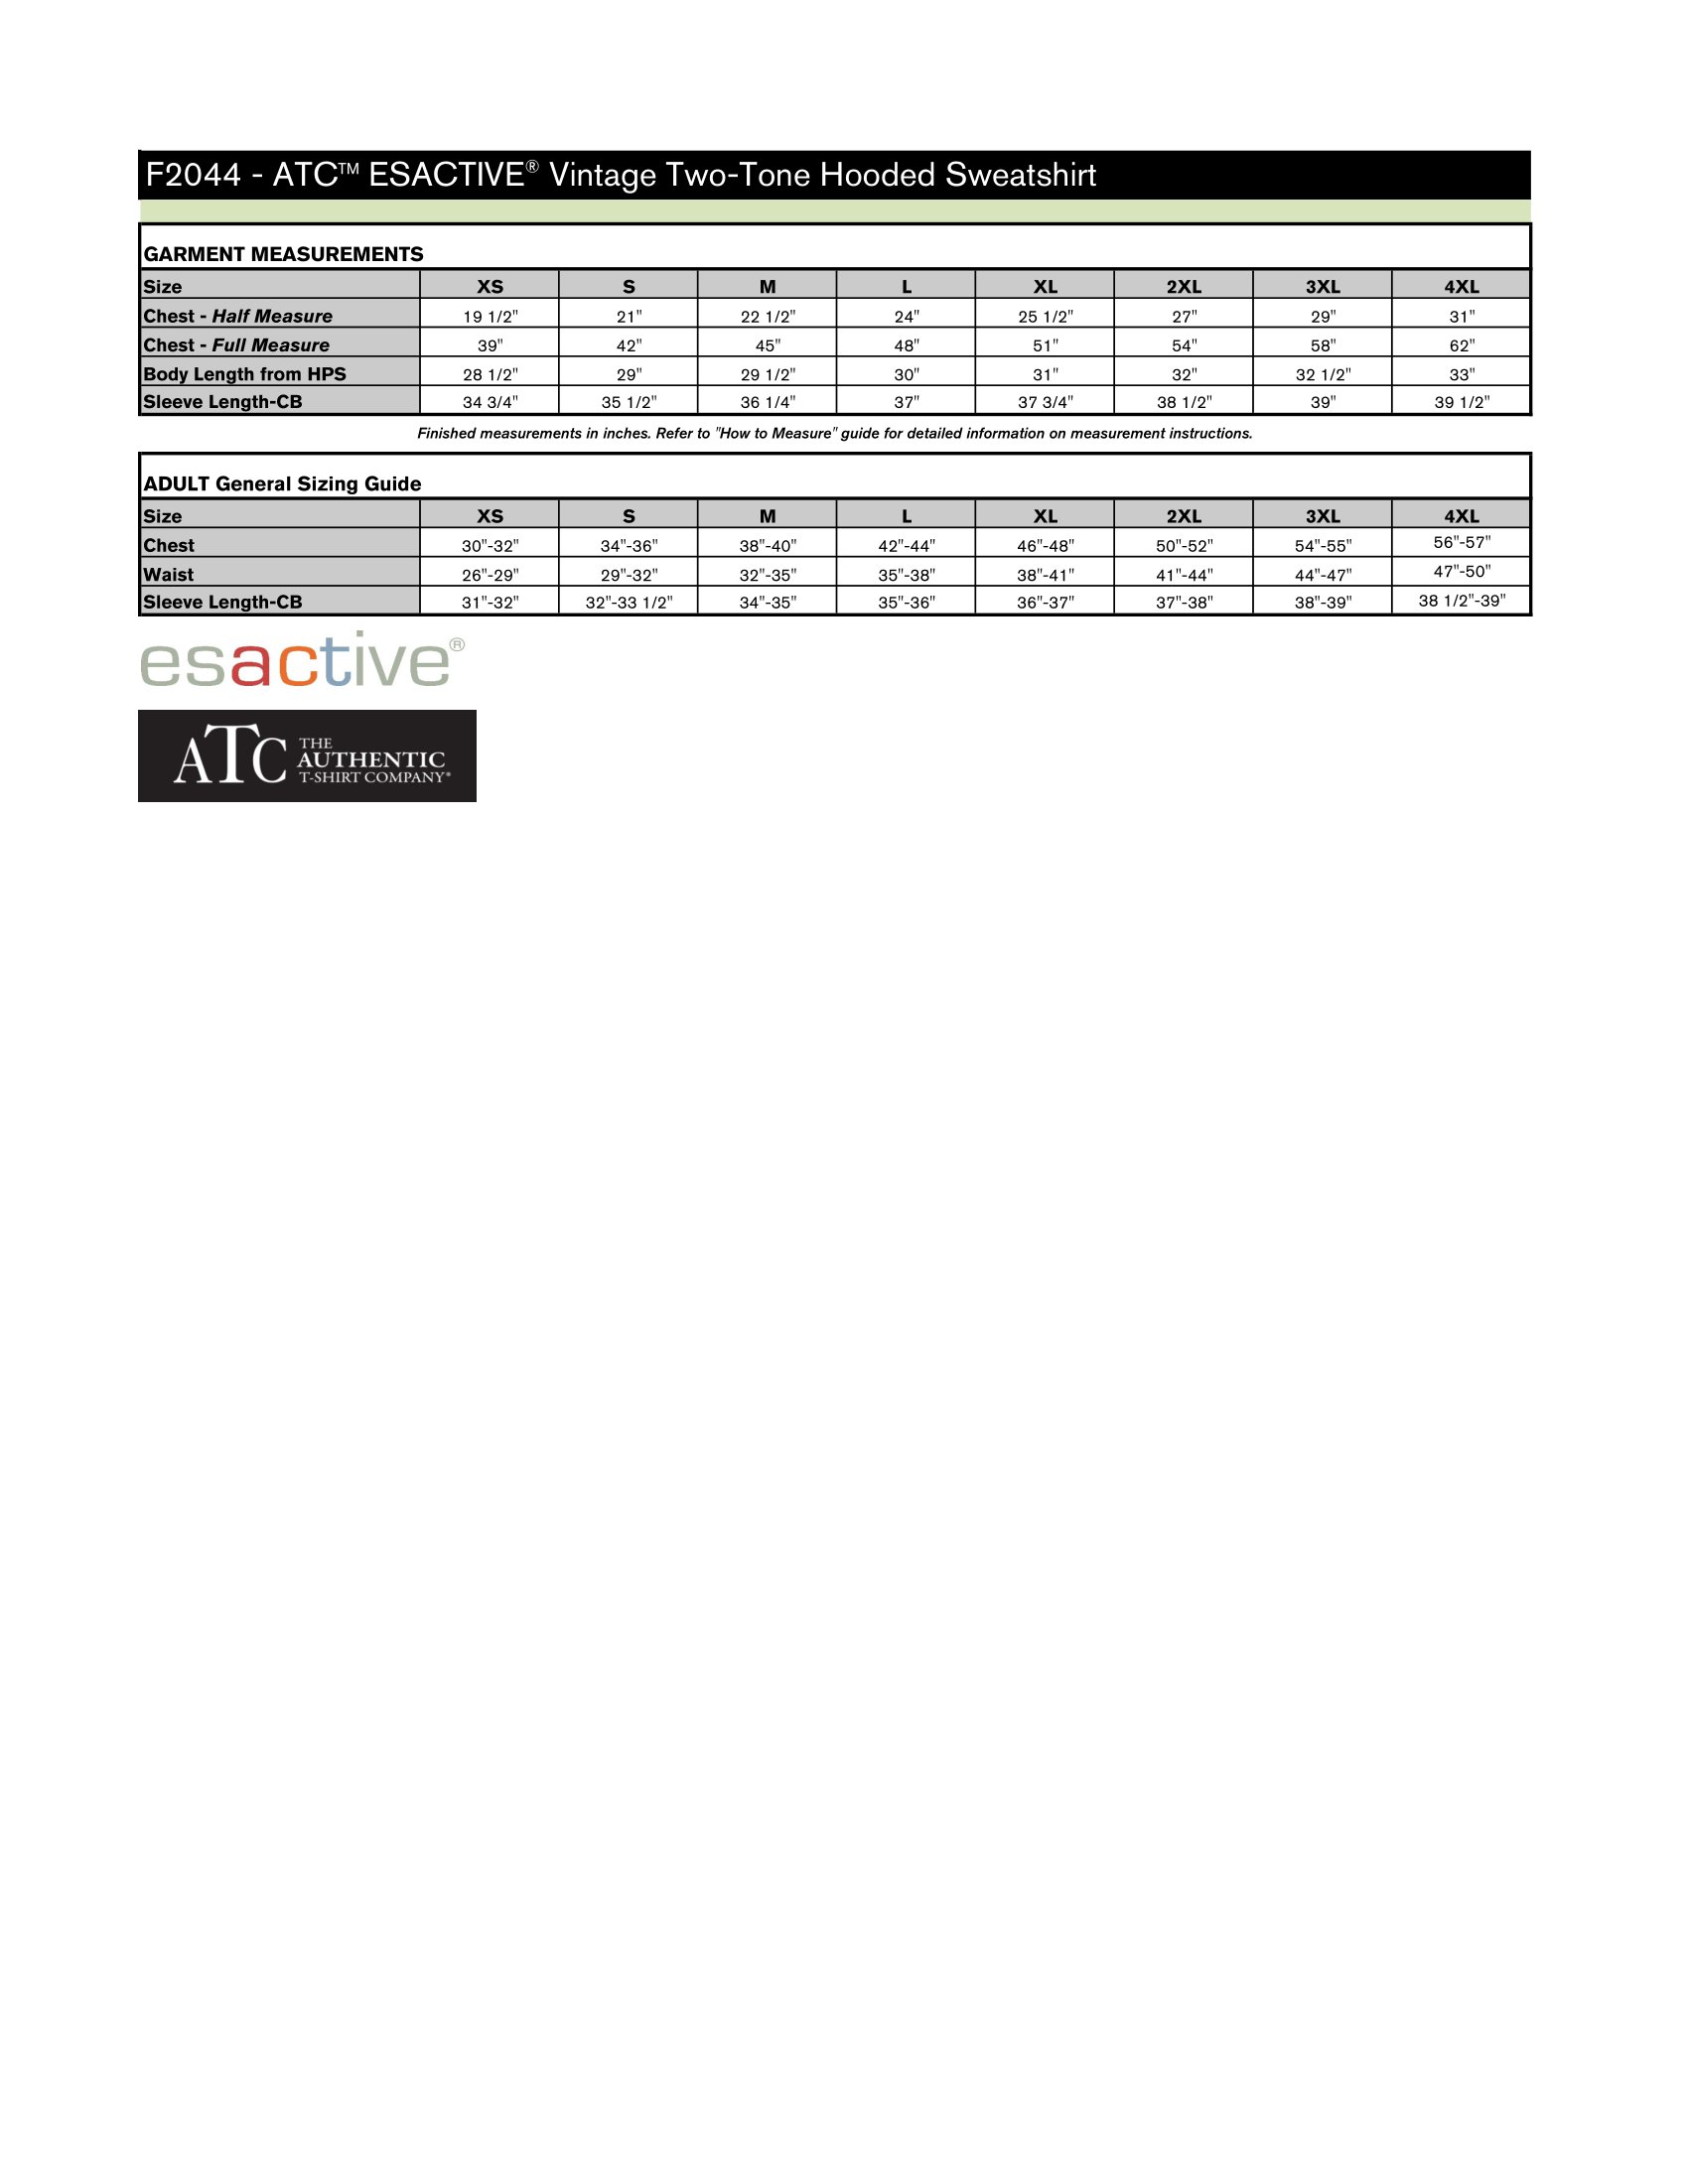 F2044 - ATC™ ESACTIVE® Vintage Two-Tone Hooded Sweatshirt
GARMENT MEASUREMENTS
Size XS S M L XL 2XL 3XL 4XL
Chest - Half Measure 19 1/2" 21" 22 1/2" 24" 25 1/2" 27" 29" 31"
Chest - Full Measure 39" 42" 45" 48" 51" 54" 58" 62"
Body Length from HPS 28 1/2" 29" 29 1/2" 30" 31" 32" 32 1/2" 33"
Sleeve Length-CB 34 3/4" 35 1/2" 36 1/4" 37" 37 3/4" 38 1/2" 39" 39 1/2"
Finished measurements in inches. Refer to "How to Measure" guide for detailed information on measurement instructions.
ADULT General Sizing Guide
Size XS S M L XL 2XL 3XL 4XL
Chest 30"-32" 34"-36" 38"-40" 42"-44" 46"-48" 50"-52" 54"-55" 56"-57"
Waist 26"-29" 29"-32" 32"-35" 35"-38" 38"-41" 41"-44" 44"-47" 47"-50"
Sleeve Length-CB 31"-32" 32"-33 1/2" 34"-35" 35"-36" 36"-37" 37"-38" 38"-39" 38 1/2"-39"
esactive®
ATC THE
AUTHENTIC
T-SHIRT COMPANY®